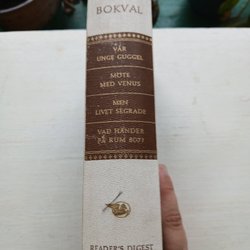 BOKVAL
VÅR
UNGE GUGGEL
MÖTE
MED VENUS
MEN
LIVET SEGRADE
VAD HÄNDER
PÅ RUM 807?
READER'S DIGEST